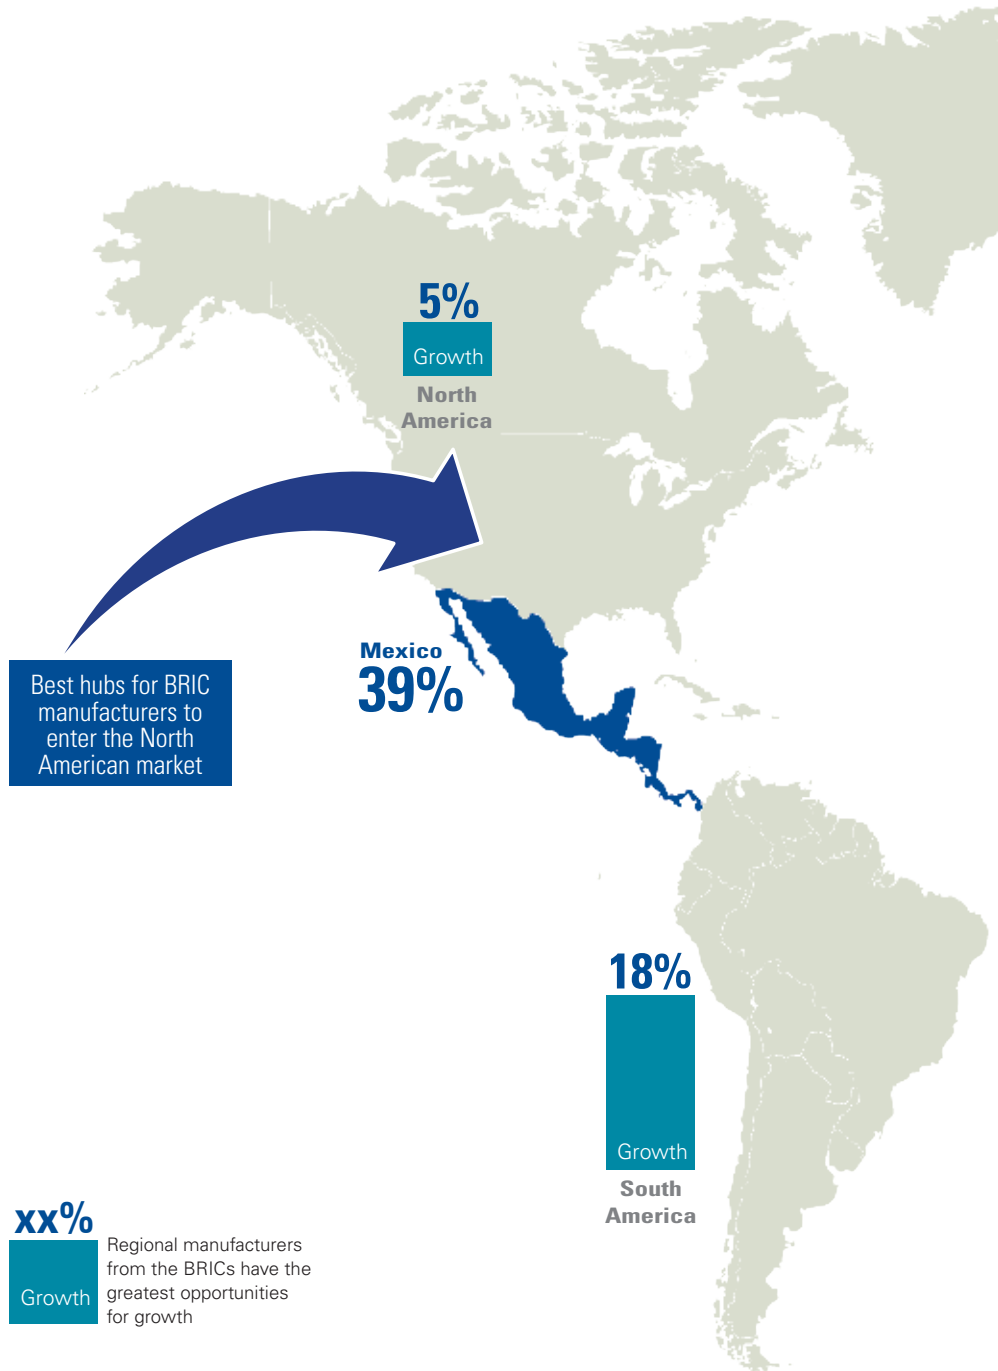 5%
Growth
North
America
Mexico
39%
Best hubs for BRIC
manufacturers to
enter the North
American market
18%
Growth
South
America
xx%
Growth
Regional manufacturers
from the BRICs have the
greatest opportunities
for growth